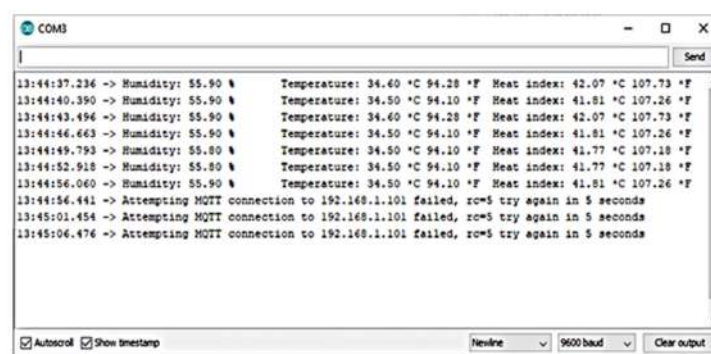 COM3
Send
13:44:37.236 -> Humidity: 55.90 % Temperature: 34.60 *C 94.28 *F Heat index: 42.07 *C 107.73 *F
13:44:40.390 -> Humidity: 55.90 % Temperature: 34.50 *C 94.10 *F Heat index: 41.81 *C 107.26 *F
13:44:43.496 -> Humidity: 55.90 % Temperature: 34.60 *C 94.28 *F Heat index: 42.07 *C 107.73 *F
13:44:46.663 -> Humidity: 55.90 % Temperature: 34.50 *C 94.10 *F Heat index: 41.81 *C 107.26 *F
13:44:49.793 -> Humidity: 55.80 % Temperature: 34.50 *C 94.10 *F Heat index: 41.77 *C 107.18 *F
13:44:52.918 -> Humidity: 55.80 % Temperature: 34.50 *C 94.10 *F Heat index: 41.77 *C 107.18 *F
13:44:56.060 -> Humidity: 55.90 % Temperature: 34.50 *C 94.10 *F Heat index: 41.81 *C 107.26 *F
13:44:56.441 -> Attempting MQTT connection to 192.168.1.101 failed, rc=5 try again in 5 seconds
13:45:01.454 -> Attempting MQTT connection to 192.168.1.101 failed, rc=5 try again in 5 seconds
13:45:06.476 -> Attempting MQTT connection to 192.168.1.101 failed, rc=5 try again in 5 seconds
Autoscroll Show timestamp Newline 9600 baud Clear output